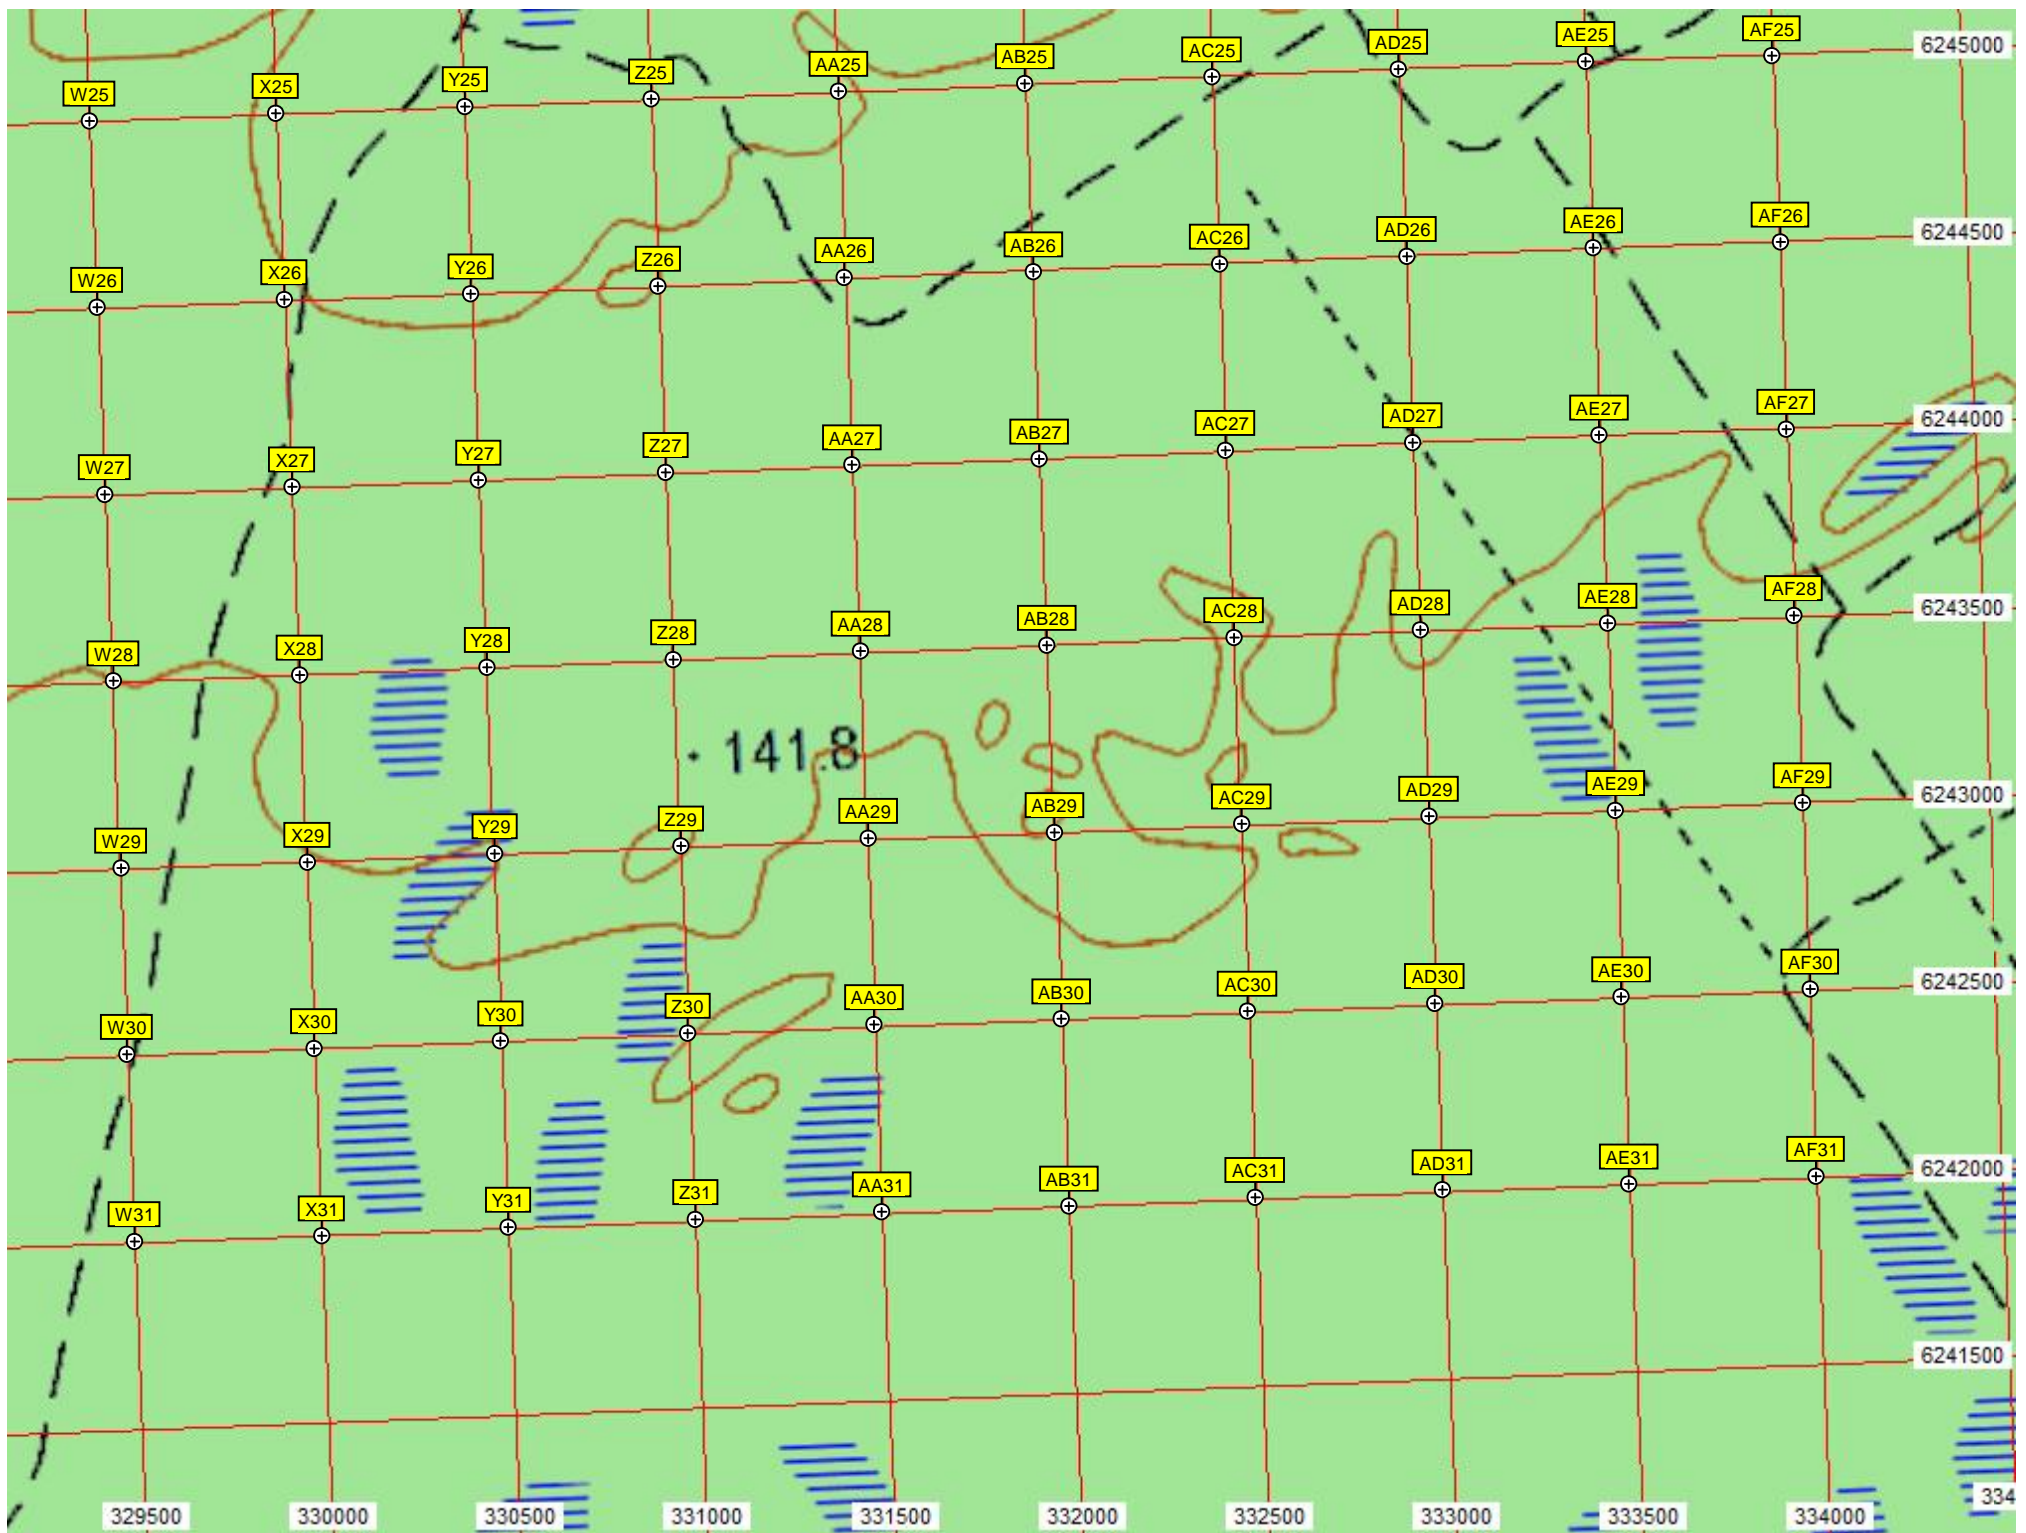 W25 X25 Y25 Z25 AA25 AB25 AC25 AD25 AE25 AF25 6245000
W26 X26 Y26 Z26 AA26 AB26 AC26 AD26 AE26 AF26 6244500
W27 X27 Y27 Z27 AA27 AB27 AC27 AD27 AE27 AF27 6244000
W28 X28 Y28 Z28 AA28 AB28 AC28 AD28 AE28 AF28 6243500
141.8
W29 X29 Y29 Z29 AA29 AB29 AC29 AD29 AE29 AF29 6243000
W30 X30 Y30 Z30 AA30 AB30 AC30 AD30 AE30 AF30 6242500
W31 X31 Y31 Z31 AA31 AB31 AC31 AD31 AE31 AF31 6242000
6241500
334
329500 330000 330500 331000 331500 332000 332500 333000 333500 334000